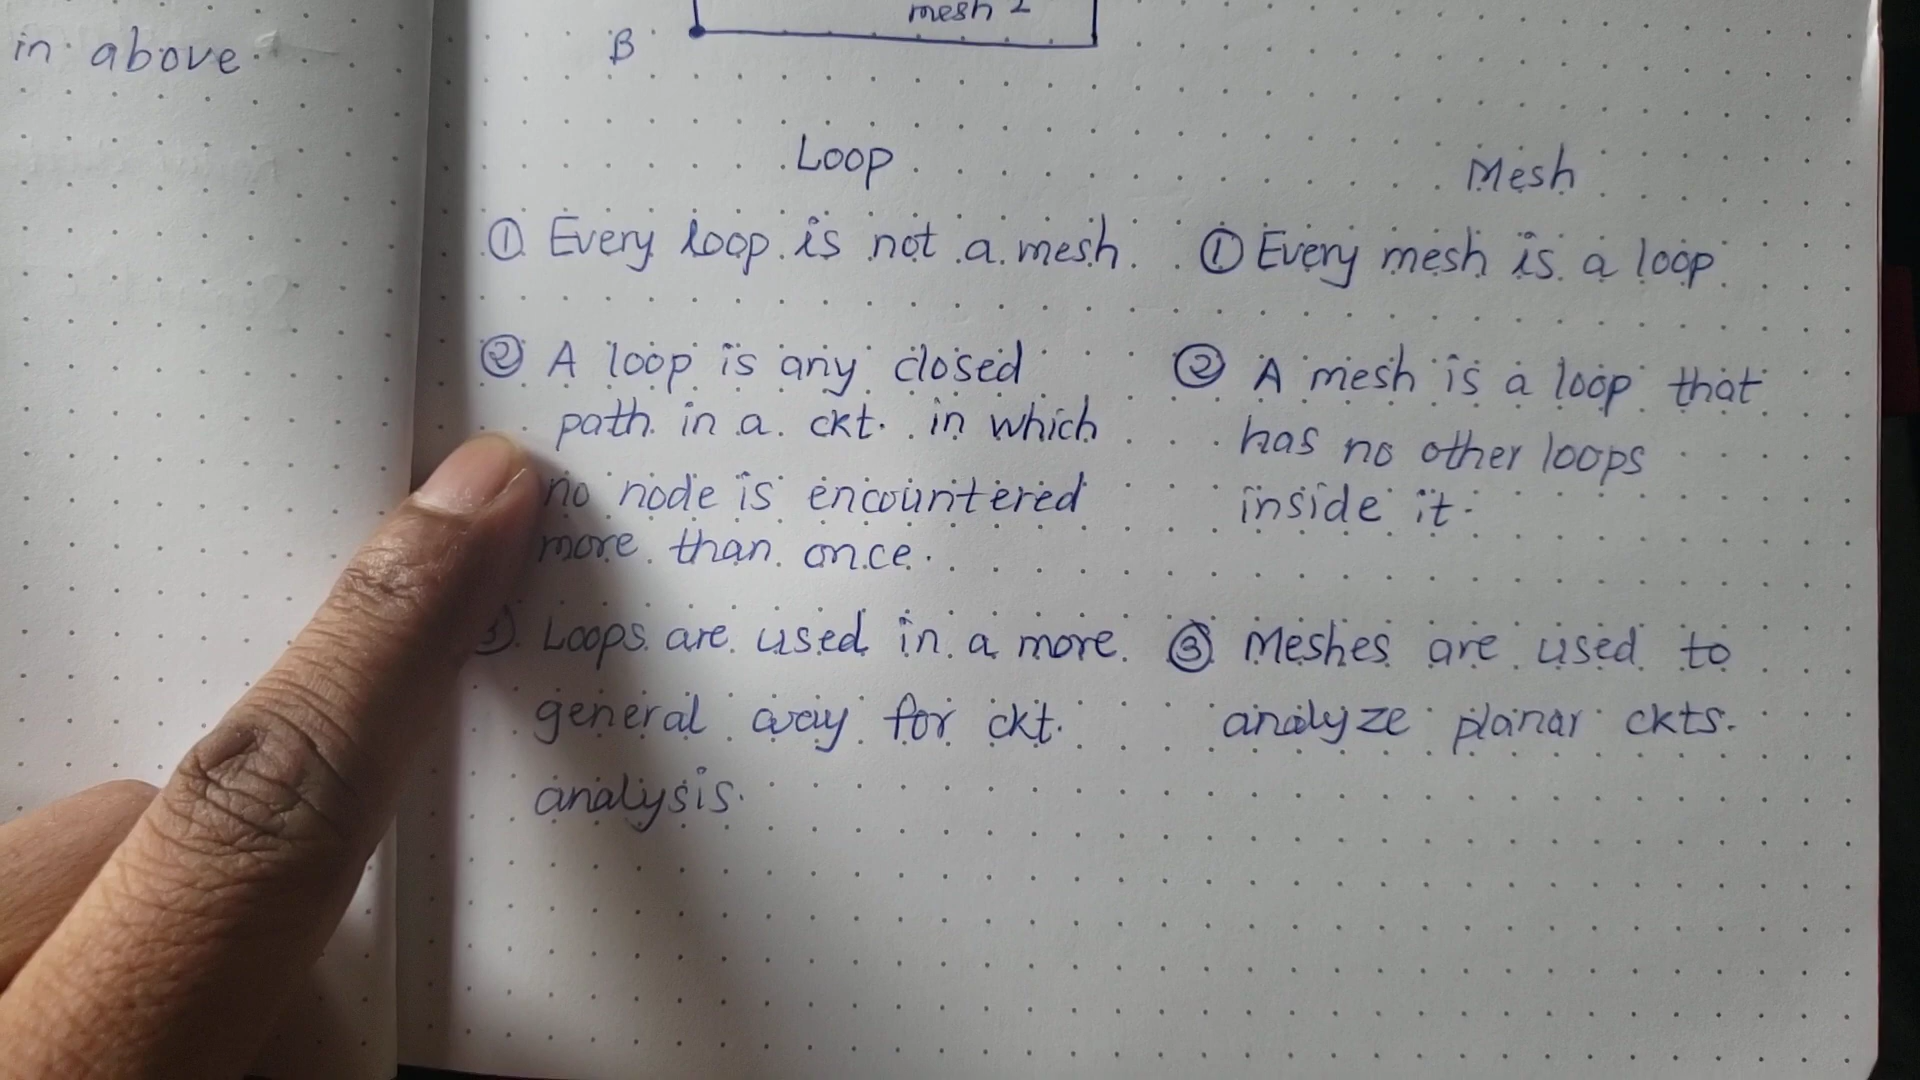 in above
mesh 2
B
Loop
① Every loop is not a mesh.
② A loop is any closed
path in a ckt. in which
no node is encountered
more than once.
Loops are used in a more
general way for ckt.
analysis.
Mesh
① Every mesh is a loop
② A mesh is a loop that
has no other loops
inside it.
③ Meshes are used to
analyze planar ckts.